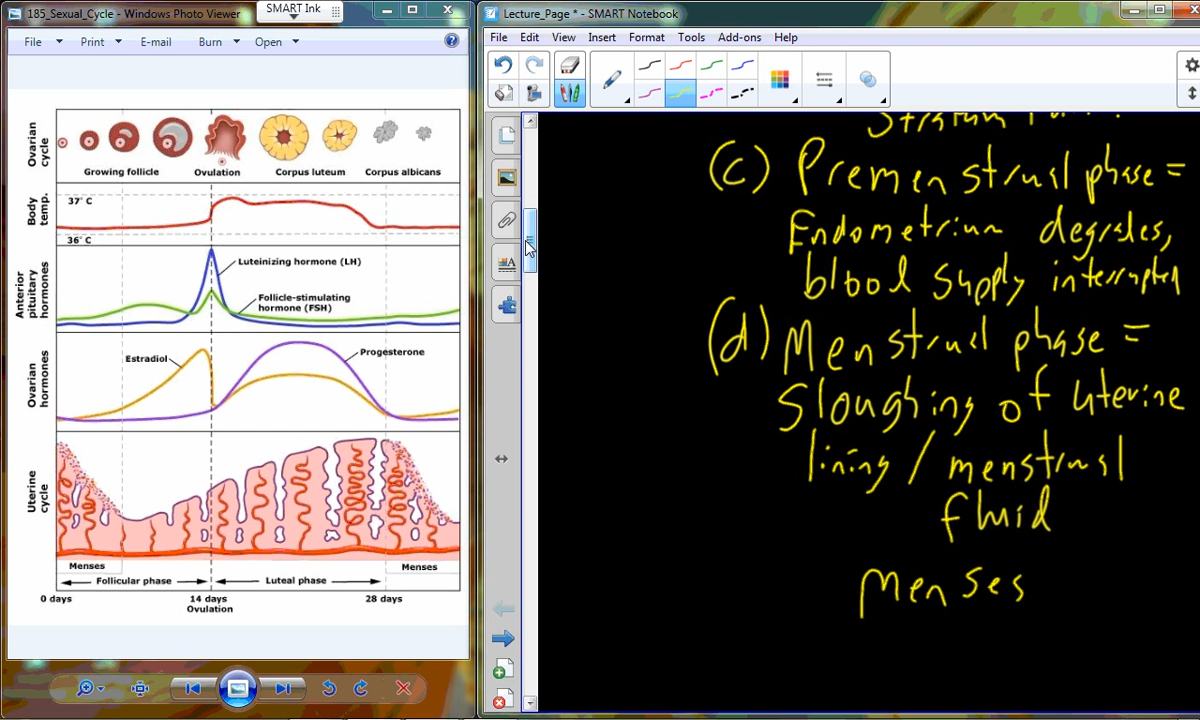 185_Sexual_Cycle - Windows Photo Viewer
SMART Ink
File Print E-mail Burn Open
Ovarian cycle
Growing follicle Ovulation Corpus luteum Corpus albicans
Body temp.
37° C
36° C
Anterior pituitary hormones
Luteinizing hormone (LH)
Follicle-stimulating
hormone (FSH)
Ovarian hormones
Estradiol
Progesterone
Uterine cycle
Menses Menses
Follicular phase Luteal phase
0 days 14 days 28 days
Ovulation
Lecture_Page * - SMART Notebook
File Edit View Insert Format Tools Add-ons Help
Stratum
(c) Premenstrual phase =
Endometrium degrades,
blood supply interrupted
(d) Menstrual phase =
Sloughing of uterine
lining / menstrual
fluid
Menses